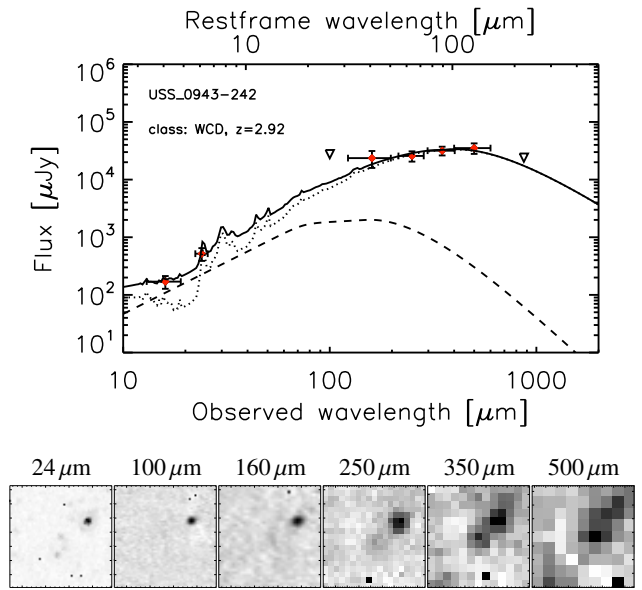 Restframe wavelength [μm]
10 100
10^6
10^5
10^4
10^3
10^2
10^1
Flux [μJy]
USS_0943-242
class: WCD, z=2.92
10 100 1000
Observed wavelength [μm]
24 μm 100 μm 160 μm 250 μm 350 μm 500 μm